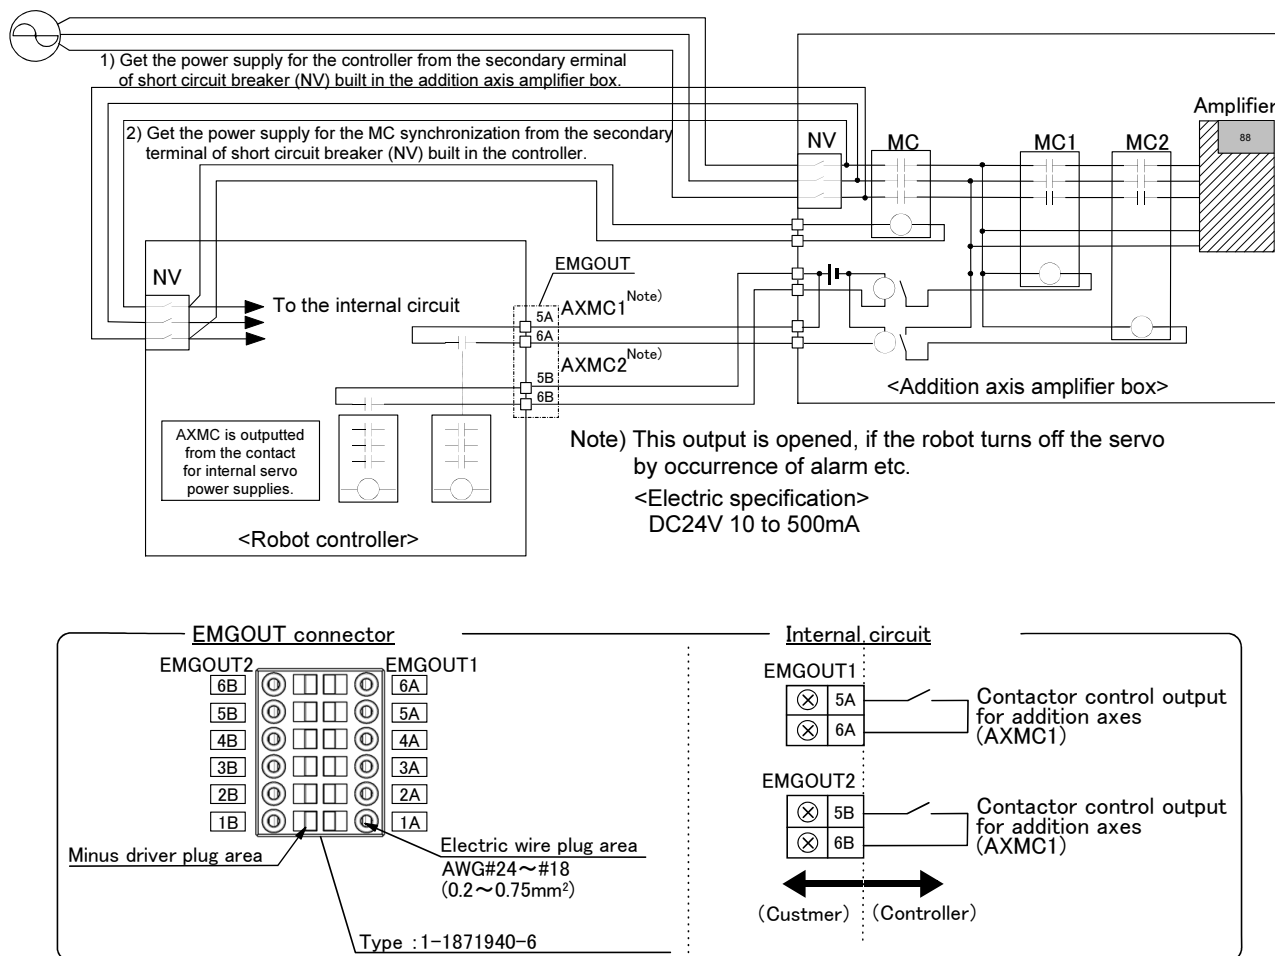 1) Get the power supply for the controller from the secondary erminal
of short circuit breaker (NV) built in the addition axis amplifier box.
2) Get the power supply for the MC synchronization from the secondary
terminal of short circuit breaker (NV) built in the controller.
Amplifier
88
NV
MC
MC1
MC2
NV
To the internal circuit
EMGOUT
5A
AXMC1 Note)
6A
AXMC2 Note)
5B
6B
<Addition axis amplifier box>
AXMC is outputted
from the contact
for internal servo
power supplies.
<Robot controller>
Note) This output is opened, if the robot turns off the servo
by occurrence of alarm etc.
<Electric specification>
DC24V 10 to 500mA
EMGOUT connector
EMGOUT2
EMGOUT1
6B
6A
5B
5A
4B
4A
3B
3A
2B
2A
1B
1A
Minus driver plug area
Electric wire plug area
AWG#24～#18
(0.2～0.75mm²)
Type :1-1871940-6
Internal circuit
EMGOUT1
5A
6A
Contactor control output
for addition axes
(AXMC1)
EMGOUT2
5B
6B
Contactor control output
for addition axes
(AXMC1)
(Custmer)
(Controller)